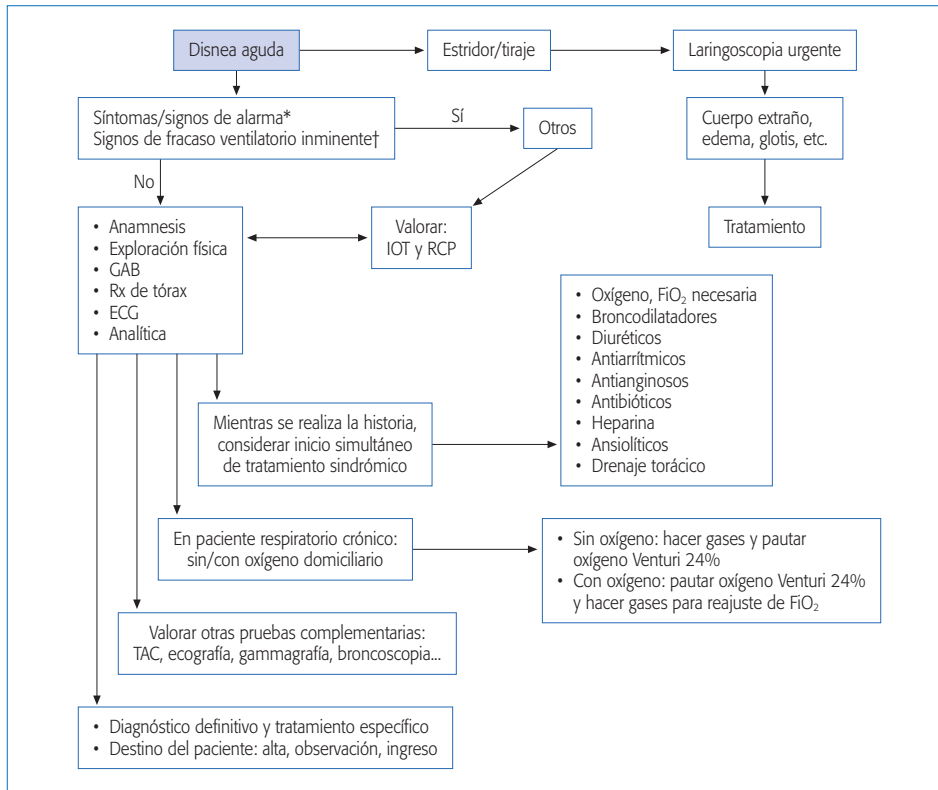 Disnea aguda
Estridor/tiraje
Laringoscopia urgente
Síntomas/signos de alarma*
Signos de fracaso ventilatorio inminente†
Sí
Otros
Cuerpo extraño,
edema, glotis, etc.
No
• Anamnesis
• Exploración física
• GAB
• Rx de tórax
• ECG
• Analítica
Valorar:
IOT y RCP
Tratamiento
• Oxígeno, FiO₂ necesaria
• Broncodilatadores
• Diuréticos
• Antiarrítmicos
• Antianginosos
• Antibióticos
• Heparina
• Ansiolíticos
• Drenaje torácico
Mientras se realiza la historia,
considerar inicio simultáneo
de tratamiento sindrómico
En paciente respiratorio crónico:
sin/con oxígeno domiciliario
• Sin oxígeno: hacer gases y pautar
oxígeno Venturi 24%
• Con oxígeno: pautar oxígeno Venturi 24%
y hacer gases para reajuste de FiO₂
Valorar otras pruebas complementarias:
TAC, ecografía, gammagrafía, broncoscopia...
• Diagnóstico definitivo y tratamiento específico
• Destino del paciente: alta, observación, ingreso